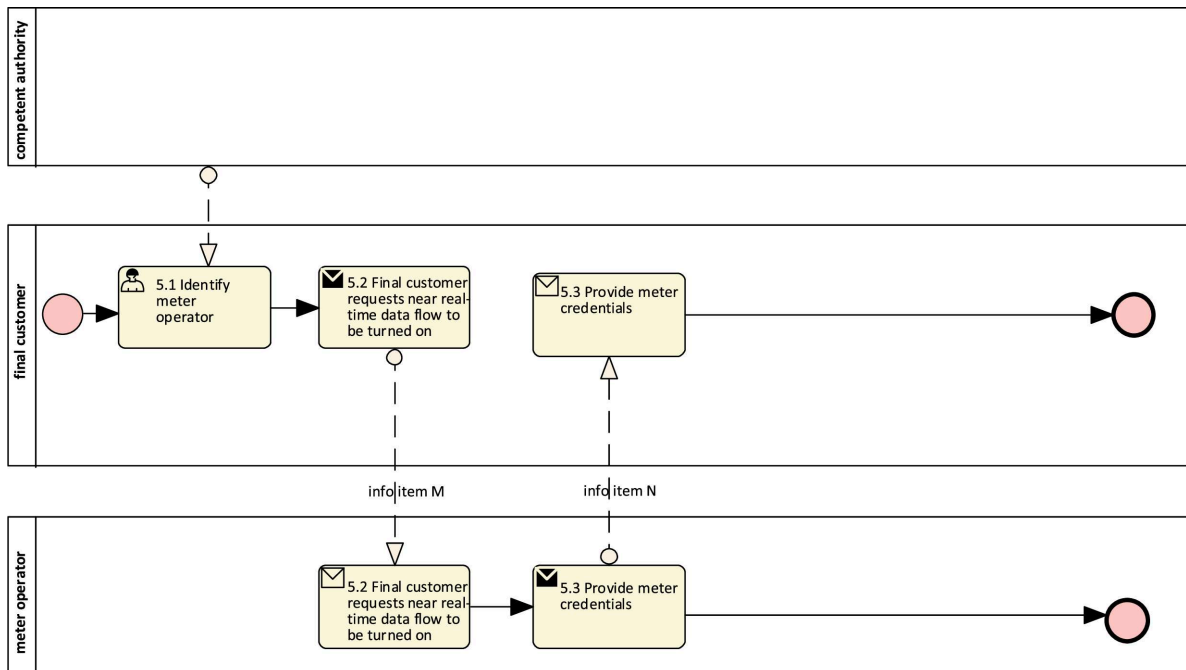 competent authority
final customer
5.1 Identify
meter
operator
5.2 Final customer
requests near real-
time data flow to
be turned on
5.3 Provide meter
credentials
info item M
info item N
meter operator
5.2 Final customer
requests near real-
time data flow to
be turned on
5.3 Provide meter
credentials